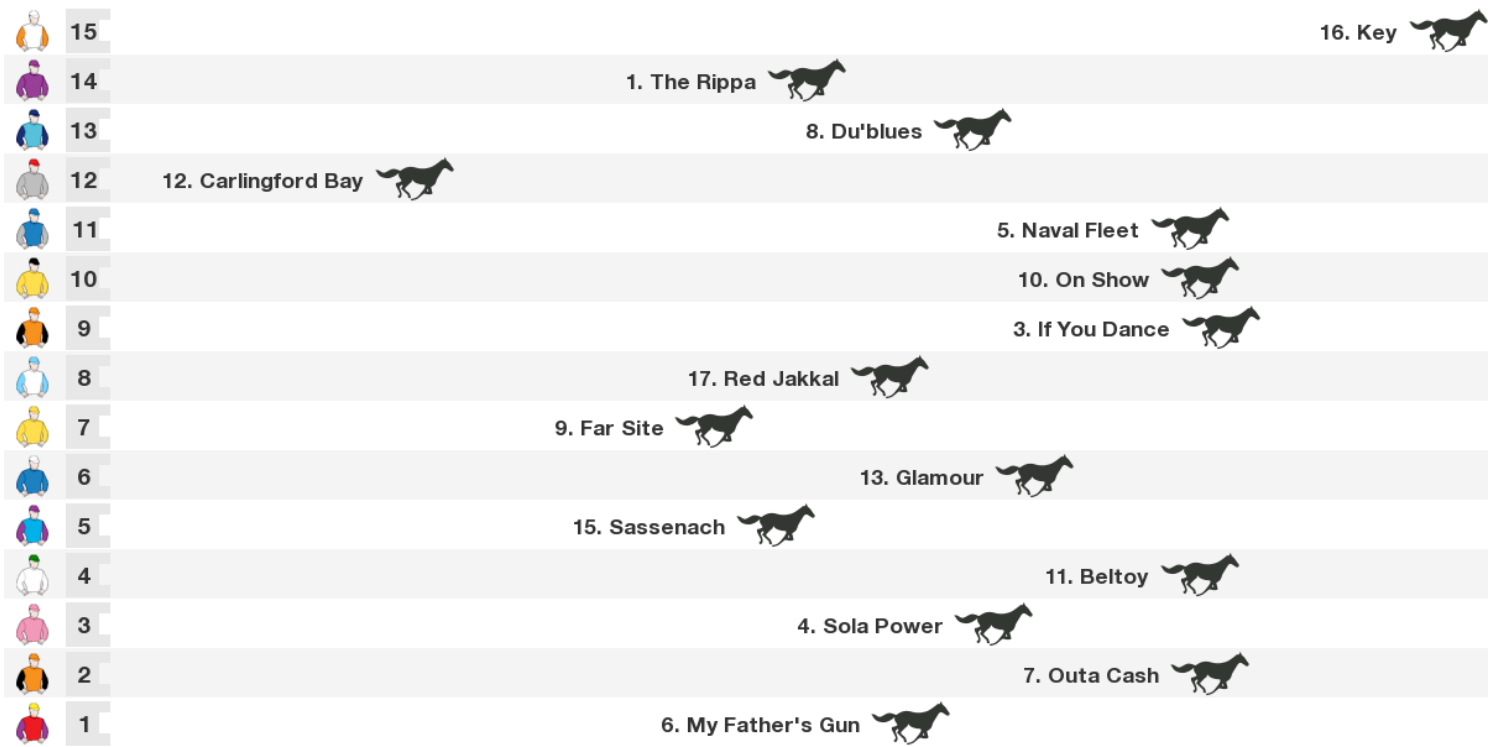 15 16. Key
14 1. The Rippa
13 8. Du'blues
12 12. Carlingford Bay
11 5. Naval Fleet
10 10. On Show
9 3. If You Dance
8 17. Red Jakkal
7 9. Far Site
6 13. Glamour
5 15. Sassenach
4 11. Beltoy
3 4. Sola Power
2 7. Outa Cash
1 6. My Father's Gun